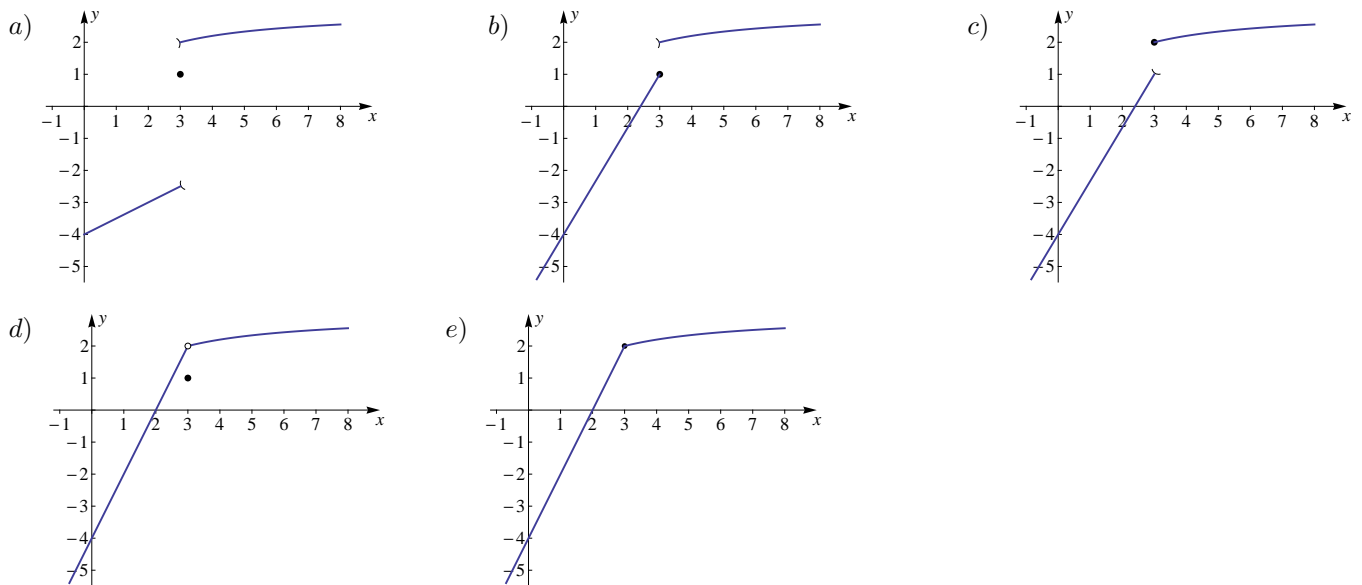 a) b) c)
y y y
2 2 2
1 1 1
−1 1 2 3 4 5 6 7 8 x −1 1 2 3 4 5 6 7 8 x −1 1 2 3 4 5 6 7 8 x
−1 −1 −1
−2 −2 −2
−3 −3 −3
−4 −4 −4
−5 −5 −5
d) e)
y y
2 2
1 1
−1 1 2 3 4 5 6 7 8 x −1 1 2 3 4 5 6 7 8 x
−1 −1
−2 −2
−3 −3
−4 −4
−5 −5